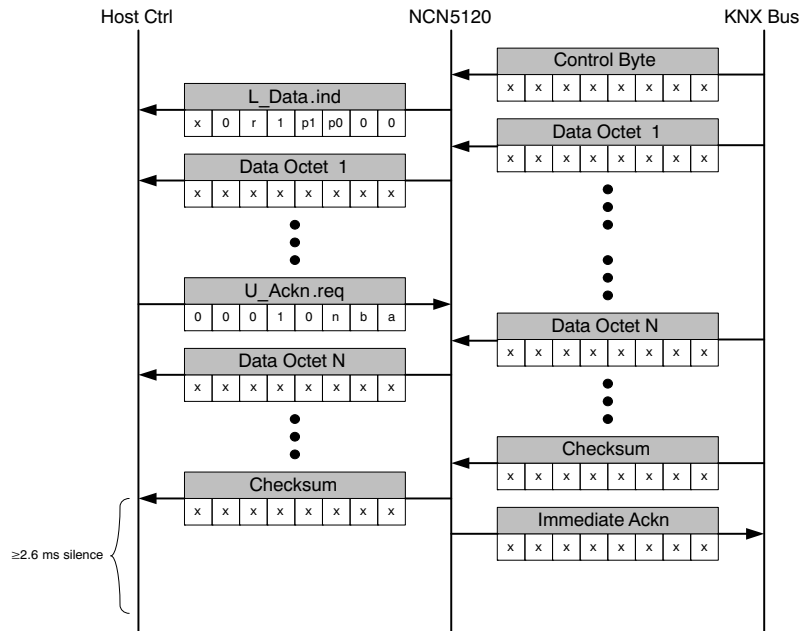 Host Ctrl NCN5120 KNX Bus
Control Byte
x x x x x x x x
L_Data.ind
x 0 r 1 p1 p0 0 0
Data Octet 1
x x x x x x x x
Data Octet 1
x x x x x x x x
U_Ackn.req
0 0 0 1 0 n b a
Data Octet N
x x x x x x x x
Data Octet N
x x x x x x x x
Checksum
x x x x x x x x
Checksum
x x x x x x x x
Immediate Ackn
x x x x x x x x
≥2.6 ms silence